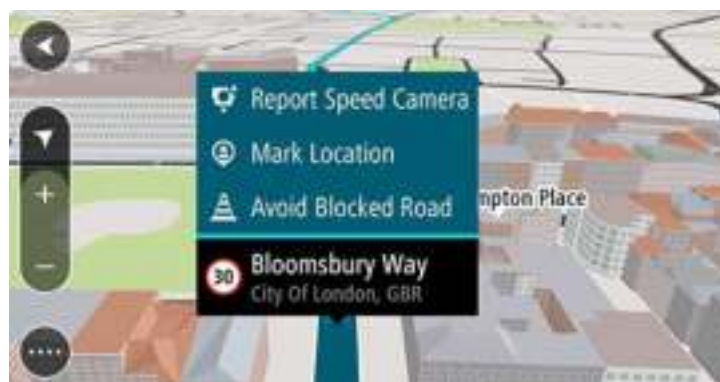 Report Speed Camera
Mark Location
Avoid Blocked Road
mpton Place
30
Bloomsbury Way
City Of London, GBR